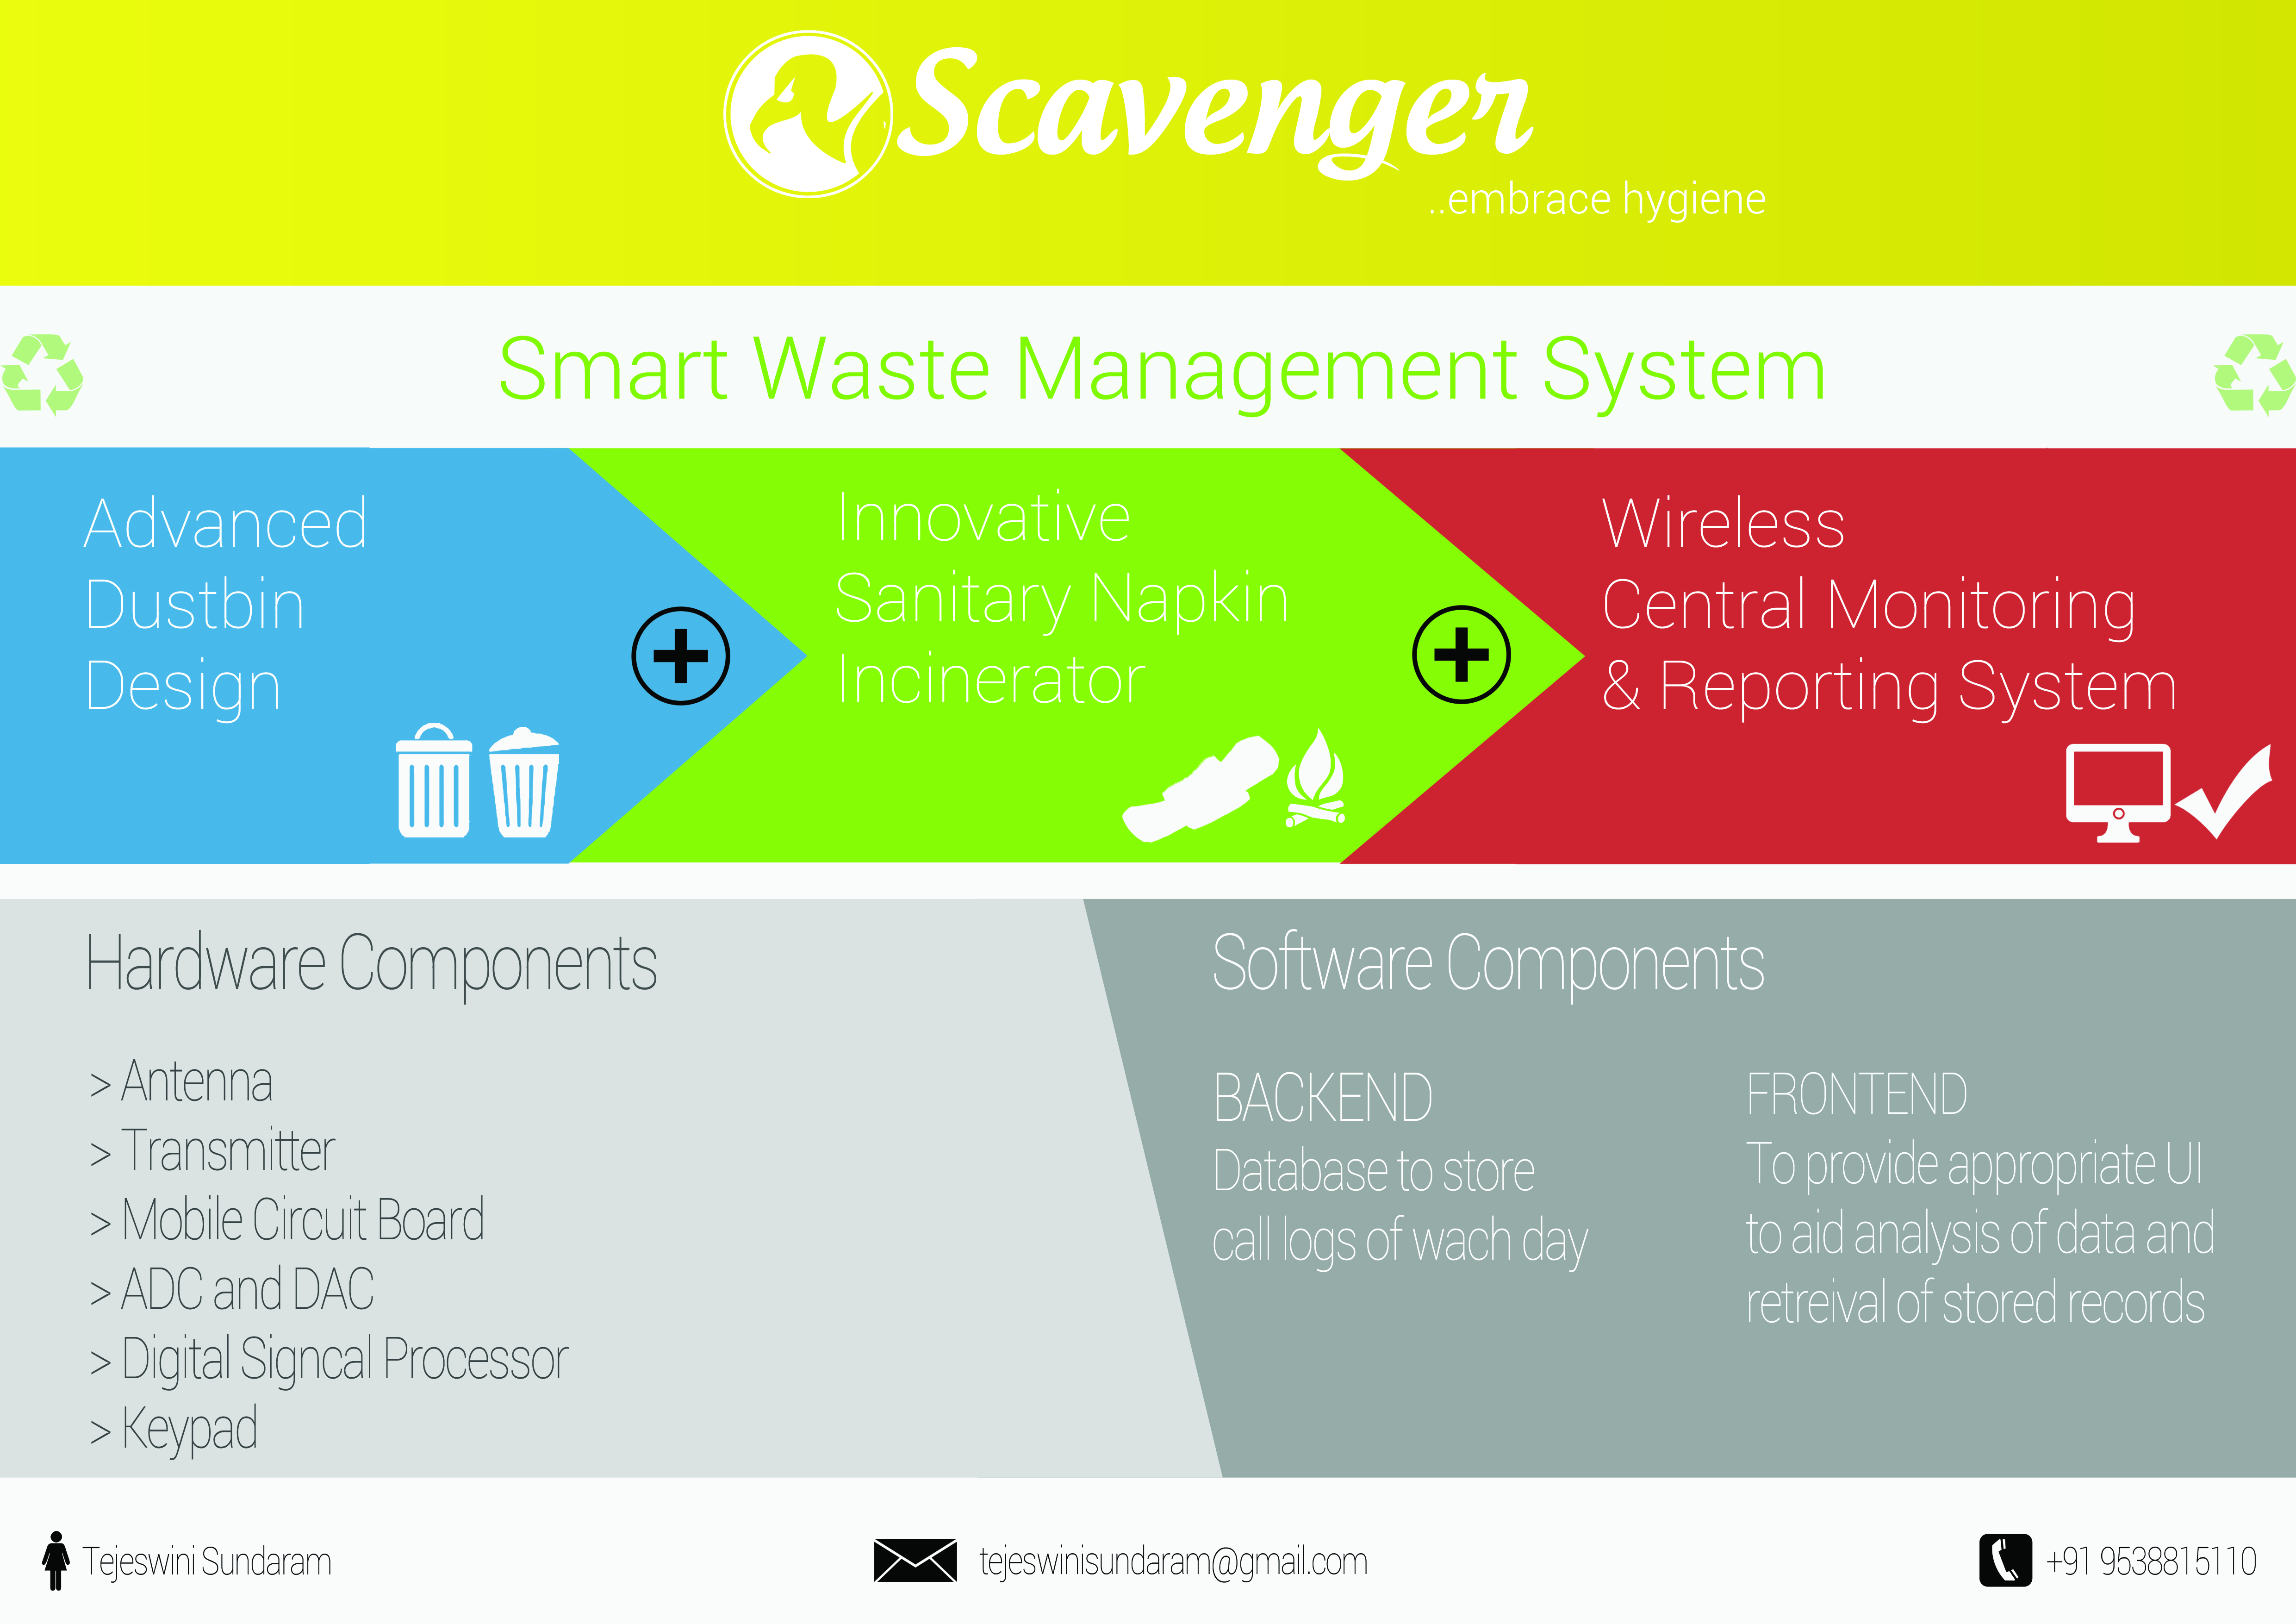 Scavenger
..embrace hygiene
Smart Waste Management System
Advanced
Dustbin
Design
Innovative
Sanitary Napkin
Incinerator
Wireless
Central Monitoring
& Reporting System
Hardware Components
> Antenna
> Transmitter
> Mobile Circuit Board
> ADC and DAC
> Digital Signcal Processor
> Keypad
Software Components
BACKEND
Database to store
call logs of wach day
FRONTEND
To provide appropriate UI
to aid analysis of data and
retreival of stored records
Tejeswini Sundaram
tejeswinisundaram@gmail.com
+91 9538815110